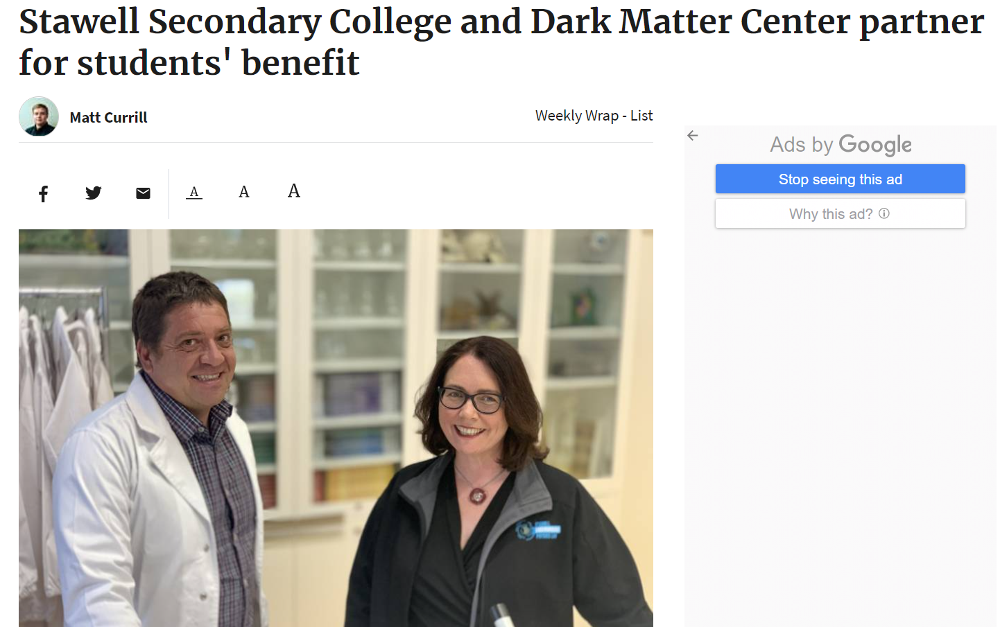 Stawell Secondary College and Dark Matter Center partner
for students' benefit
Matt Currill
Weekly Wrap - List
Ads by Google
Stop seeing this ad
Why this ad?
A A A